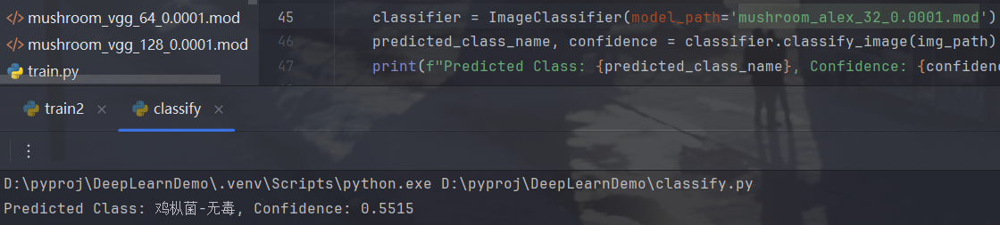 mushroom_vgg_64_0.0001.mod
mushroom_vgg_128_0.0001.mod
train.py
45 classifier = ImageClassifier(model_path='mushroom_alex_32_0.0001.mod')
46 predicted_class_name, confidence = classifier.classify_image(img_path)
47 print(f"Predicted Class: {predicted_class_name}, Confidence: {confidenc
train2
classify
D:\pyproj\DeepLearnDemo\.venv\Scripts\python.exe D:\pyproj\DeepLearnDemo\classify.py
Predicted Class: 鸡枞菌-无毒, Confidence: 0.5515